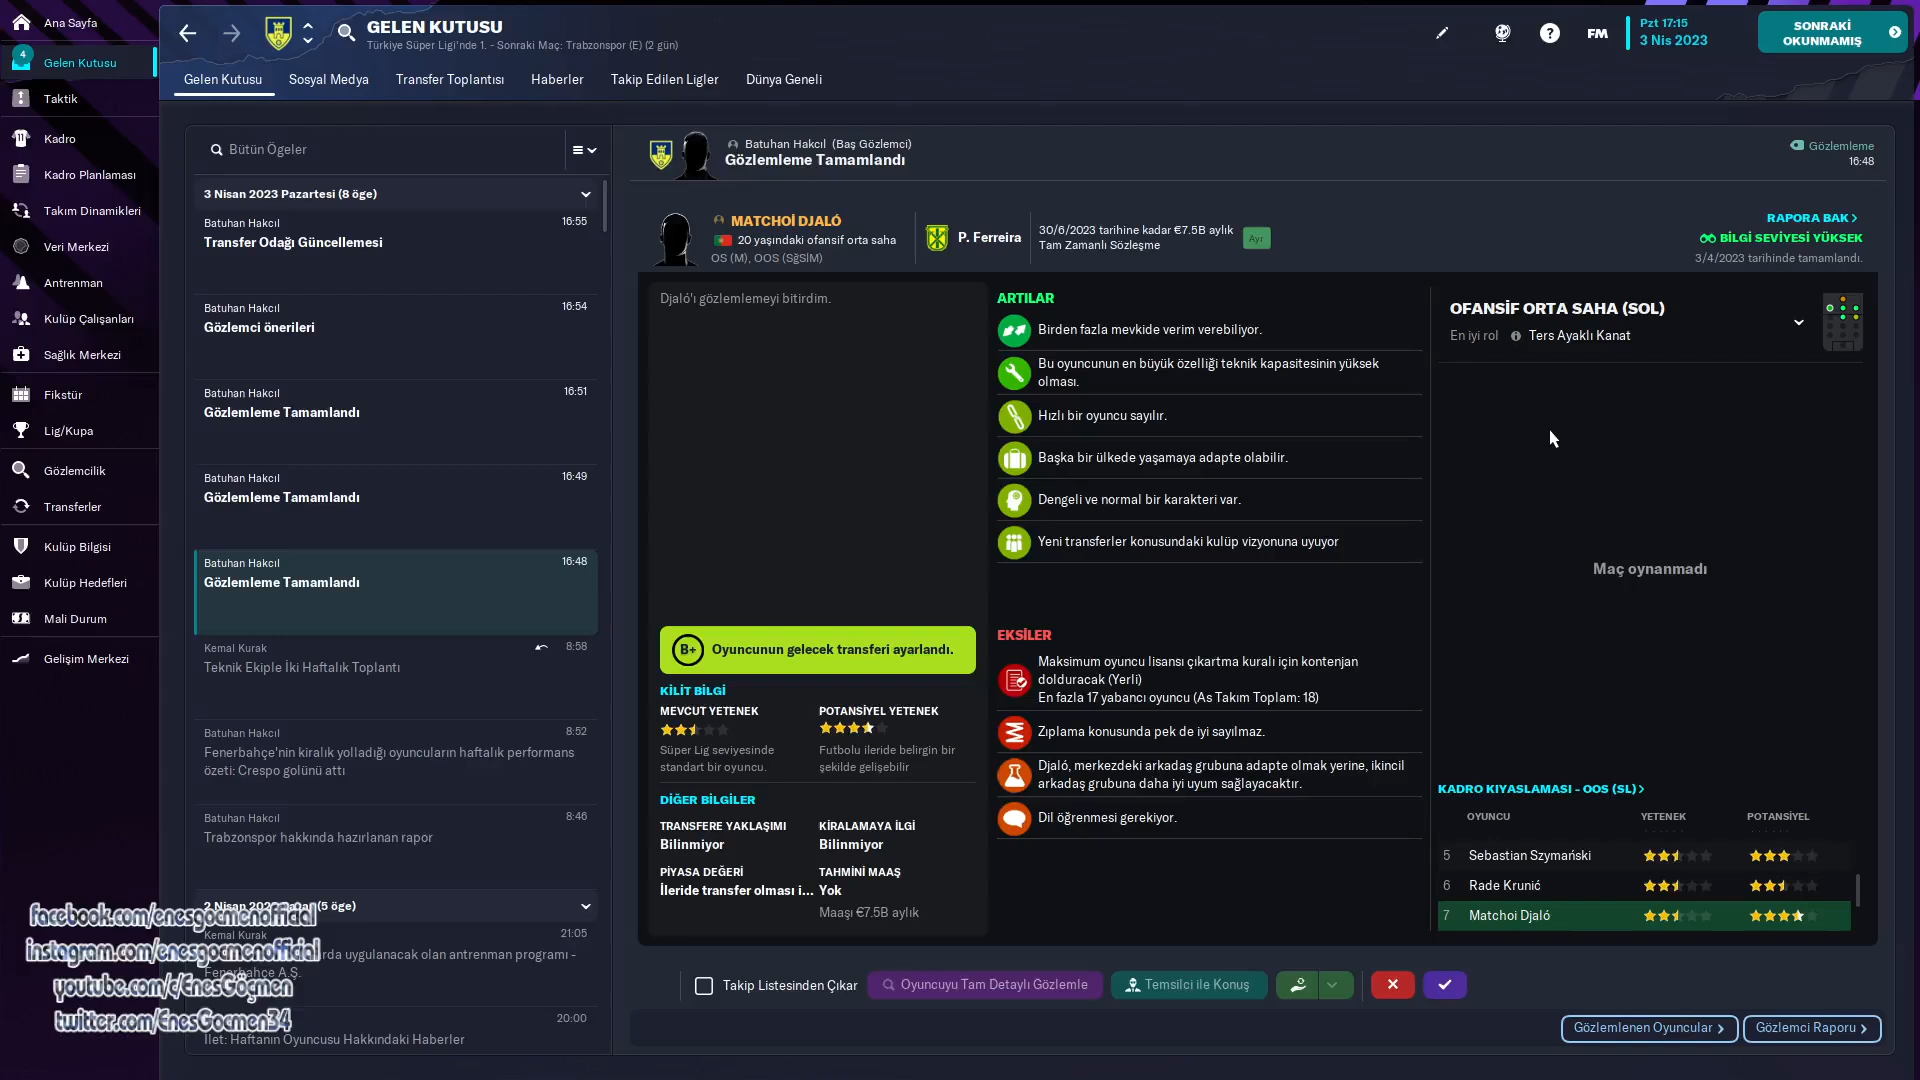 Ana Sayfa
4
Gelen Kutusu
Taktik
Kadro
Kadro Planlaması
Takım Dinamikleri
Veri Merkezi
Antrenman
Kulüp Çalışanları
Sağlık Merkezi
Fikstür
Lig/Kupa
Gözlemcilik
Transferler
Kulüp Bilgisi
Kulüp Hedefleri
Mali Durum
Gelişim Merkezi
GELEN KUTUSU
Türkiye Süper Ligi'nde 1. - Sonraki Maç: Trabzonspor (E) (2 gün)
FM
Pzt 17:15
3 Nis 2023
SONRAKİ
OKUNMAMIŞ
Gelen Kutusu
Sosyal Medya
Transfer Toplantısı
Haberler
Takip Edilen Ligler
Dünya Geneli
Bütün Ögeler
3 Nisan 2023 Pazartesi (8 öge)
Batuhan Hakcıl 16:55
Transfer Odağı Güncellemesi
Batuhan Hakcıl 16:54
Gözlemci önerileri
Batuhan Hakcıl 16:51
Gözlemleme Tamamlandı
Batuhan Hakcıl 16:49
Gözlemleme Tamamlandı
Batuhan Hakcıl 16:48
Gözlemleme Tamamlandı
Kemal Kurak 8:58
Teknik Ekiple İki Haftalık Toplantı
Batuhan Hakcıl 8:52
Fenerbahçe'nin kiralık yolladığı oyuncuların haftalık performans
özeti: Crespo golünü attı
Batuhan Hakcıl 8:46
Trabzonspor hakkında hazırlanan rapor
2 Nisan 2023 Pazar (5 öge)
Kemal Kurak 21:05
uygulacak olan antrenman programı -
Fenerbahçe A.Ş.
20:00
İlet: Haftanın Oyuncusu Hakkındaki Haberler
facebook.com/enesgocmenofficial
instagram.com/enesgocmenofficial
youtube.com/c/EnesGöçmen
twitter.com/EnesGocmen34
Batuhan Hakcıl (Baş Gözlemci)
Gözlemleme Tamamlandı
Gözlemleme
16:48
MATCHOİ DJALÓ
20 yaşındaki ofansif orta saha
OS (M), OOS (SğSİM)
P. Ferreira
30/6/2023 tarihine kadar €7.5B aylık
Tam Zamanlı Sözleşme
Ayr
RAPORA BAK >
BİLGİ SEVİYESİ YÜKSEK
3/4/2023 tarihinde tamamlandı.
Djaló'ı gözlemlemeyi bitirdim.
B+ Oyuncunun gelecek transferi ayarlandı.
KİLİT BİLGİ
MEVCUT YETENEK
Süper Lig seviyesinde
standart bir oyuncu.
POTANSİYEL YETENEK
Futbolu ileride belirgin bir
şekilde gelişebilir
DİĞER BİLGİLER
TRANSFERE YAKLAŞIMI
Bilinmiyor
KİRALAMAYA İLGİ
Bilinmiyor
PİYASA DEĞERİ
İleride transfer olması i...
TAHMİNİ MAAŞ
Yok
Maaşı €7.5B aylık
ARTILAR
Birden fazla mevkide verim verebiliyor.
Bu oyuncunun en büyük özelliği teknik kapasitesinin yüksek
olması.
Hızlı bir oyuncu sayılır.
Başka bir ülkede yaşamaya adapte olabilir.
Dengeli ve normal bir karakteri var.
Yeni transferler konusundaki kulüp vizyonuna uyuyor
EKSİLER
Maksimum oyuncu lisansı çıkartma kuralı için kontenjan
dolduracak (Yerli)
En fazla 17 yabancı oyuncu (As Takım Toplam: 18)
Zıplama konusunda pek de iyi sayılmaz.
Djaló, merkezdeki arkadaş grubuna adapte olmak yerine, ikincil
arkadaş grubuna daha iyi uyum sağlayacaktır.
Dil öğrenmesi gerekiyor.
OFANSİF ORTA SAHA (SOL)
En iyi rol Ters Ayaklı Kanat
Maç oynanmadı
KADRO KIYASLAMASI - OOS (SL) >
OYUNCU YETENEK POTANSİYEL
5 Sebastian Szymański
6 Rade Krunić
7 Matchoi Djaló
Takip Listesinden Çıkar
Oyuncuyu Tam Detaylı Gözlemle
Temsilci ile Konuş
Gözlemlenen Oyuncular >
Gözlemci Raporu >